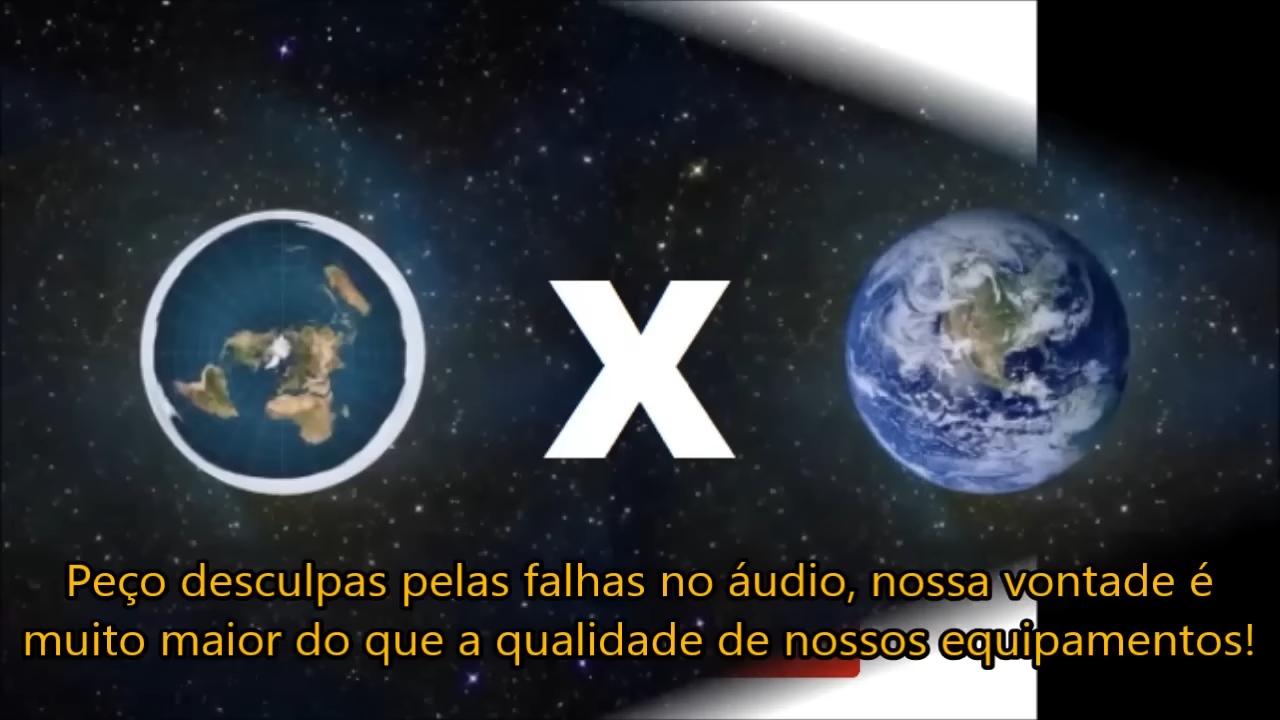 X
Peço desculpas pelas falhas no áudio, nossa vontade é
muito maior do que a qualidade de nossos equipamentos!